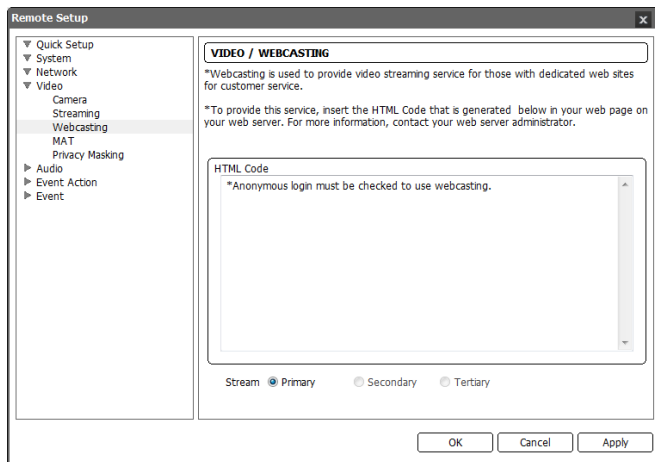 Remote Setup
x
Quick Setup
System
Network
Video
Camera
Streaming
Webcasting
MAT
Privacy Masking
Audio
Event Action
Event
VIDEO / WEBCASTING
*Webcasting is used to provide video streaming service for those with dedicated web sites
for customer service.
*To provide this service, insert the HTML Code that is generated below in your web page on
your web server. For more information, contact your web server administrator.
HTML Code
*Anonymous login must be checked to use webcasting.
Stream Primary Secondary Tertiary
OK Cancel Apply